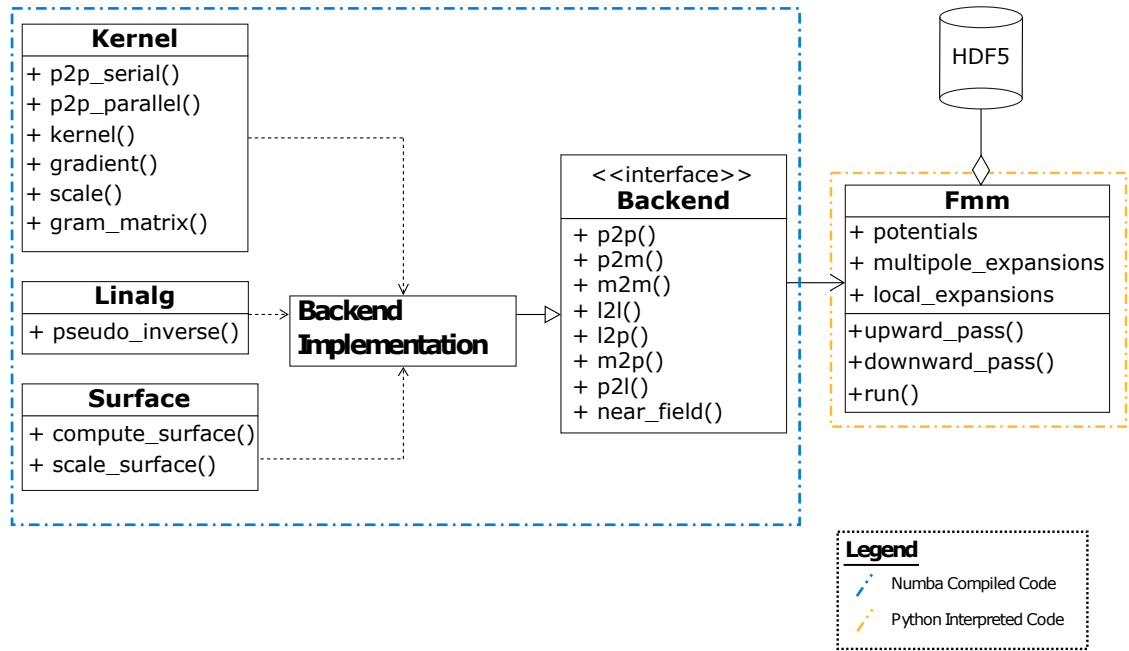 Kernel
+ p2p_serial()
+ p2p_parallel()
+ kernel()
+ gradient()
+ scale()
+ gram_matrix()
Linalg
+ pseudo_inverse()
Surface
+ compute_surface()
+ scale_surface()
Backend
Implementation
<<interface>>
Backend
+ p2p()
+ p2m()
+ m2m()
+ l2l()
+ l2p()
+ m2p()
+ p2l()
+ near_field()
HDF5
Fmm
+ potentials
+ multipole_expansions
+ local_expansions
+upward_pass()
+downward_pass()
+run()
Legend
Numba Compiled Code
Python Interpreted Code